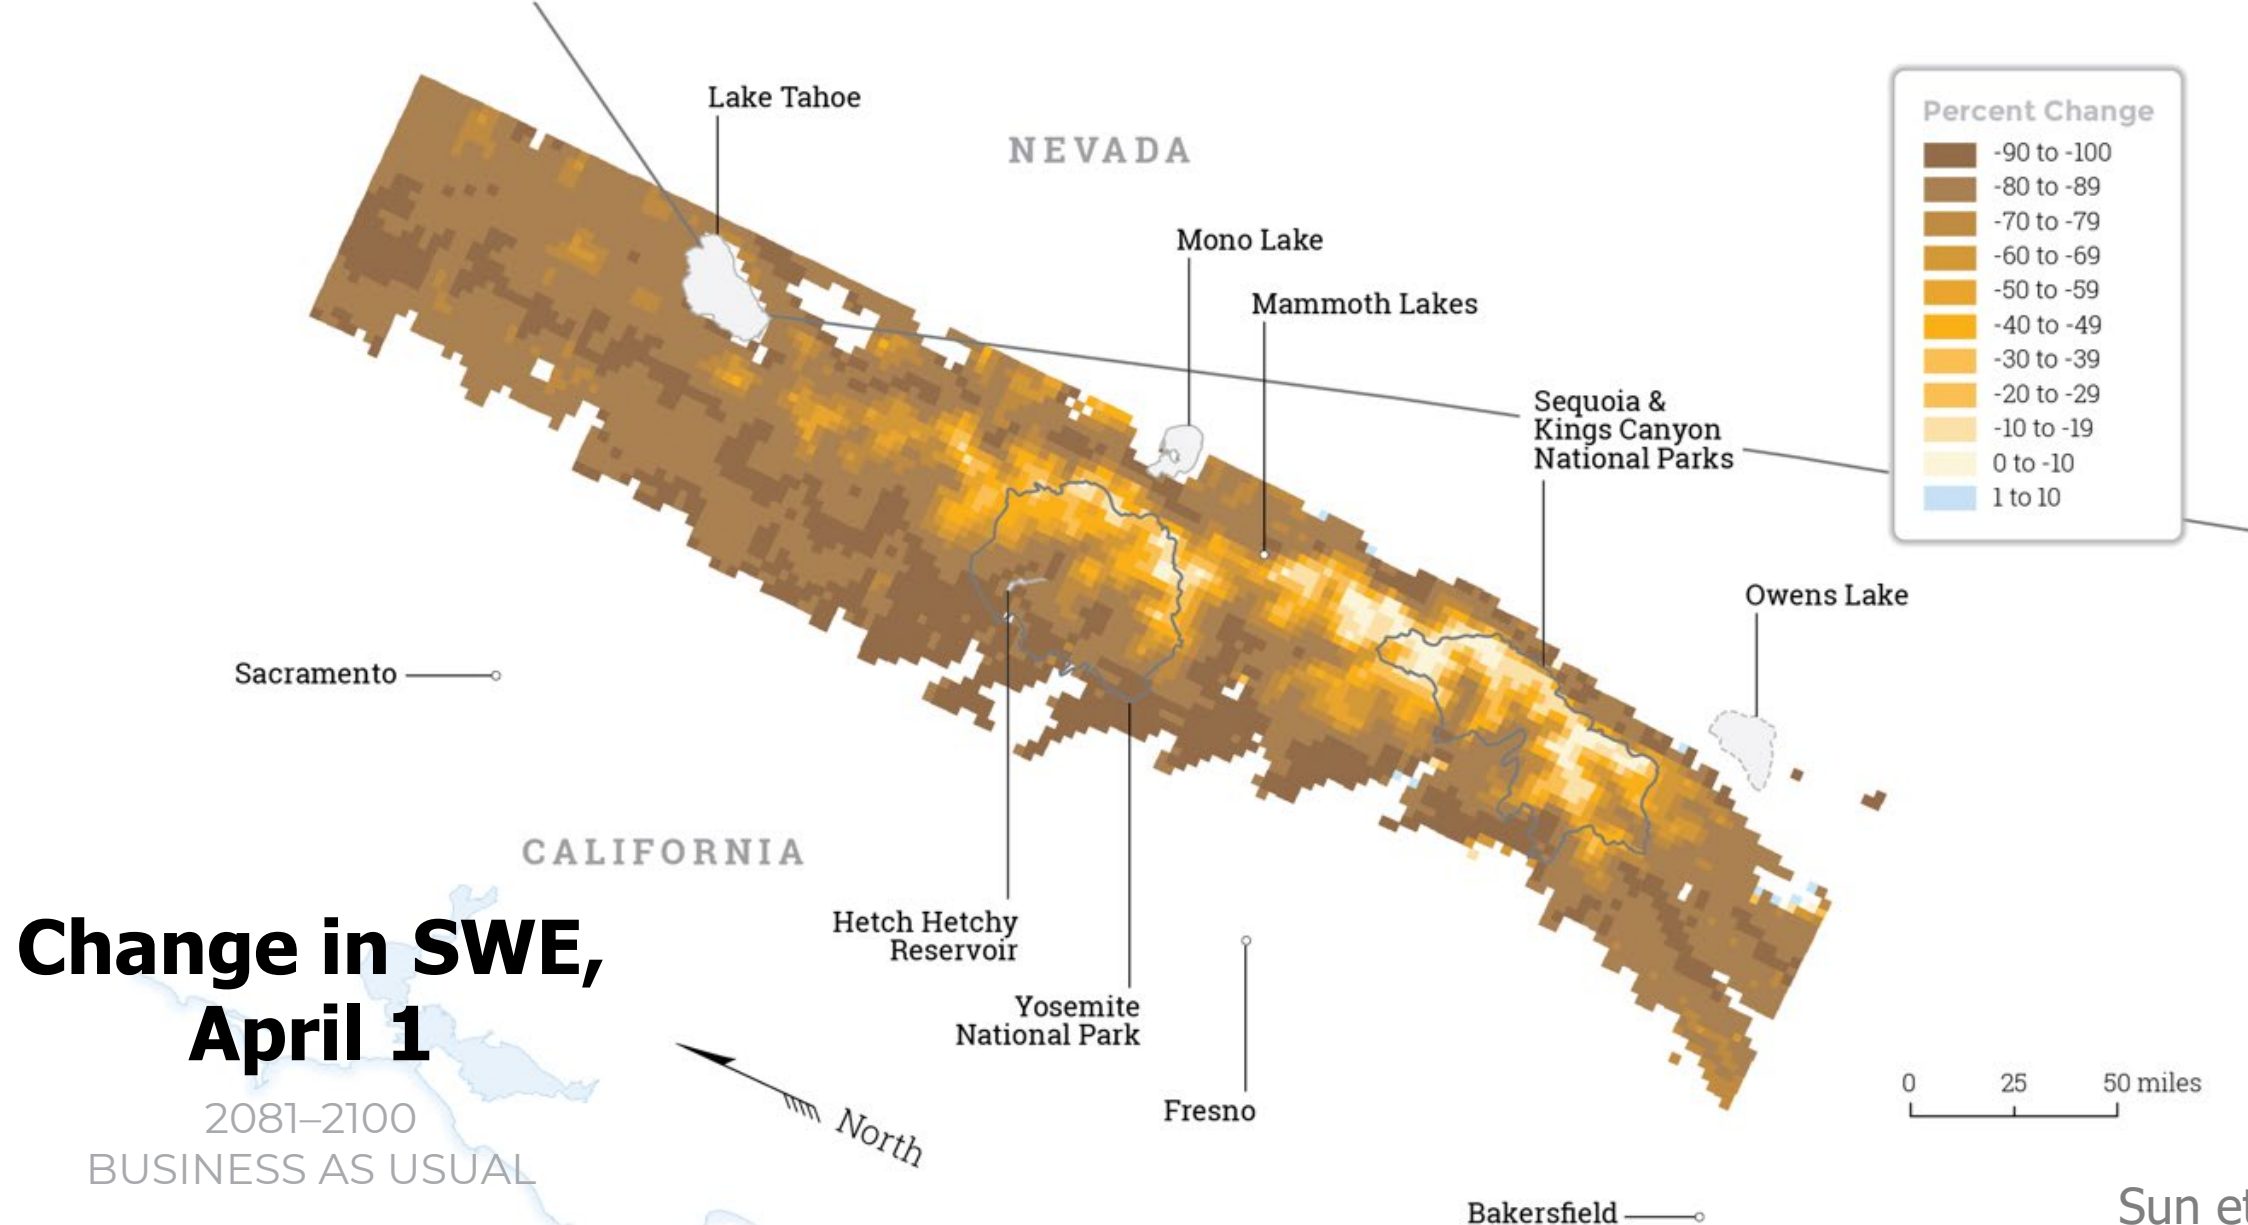 Lake Tahoe
NEVADA
Mono Lake
Mammoth Lakes
Sequoia &
Kings Canyon
National Parks
Owens Lake
Percent Change
-90 to -100
-80 to -89
-70 to -79
-60 to -69
-50 to -59
-40 to -49
-30 to -39
-20 to -29
-10 to -19
0 to -10
1 to 10
Sacramento
CALIFORNIA
Hetch Hetchy
Reservoir
Yosemite
National Park
Fresno
Bakersfield
North
0 25 50 miles
Change in SWE,
April 1
2081–2100
BUSINESS AS USUAL
Sun et